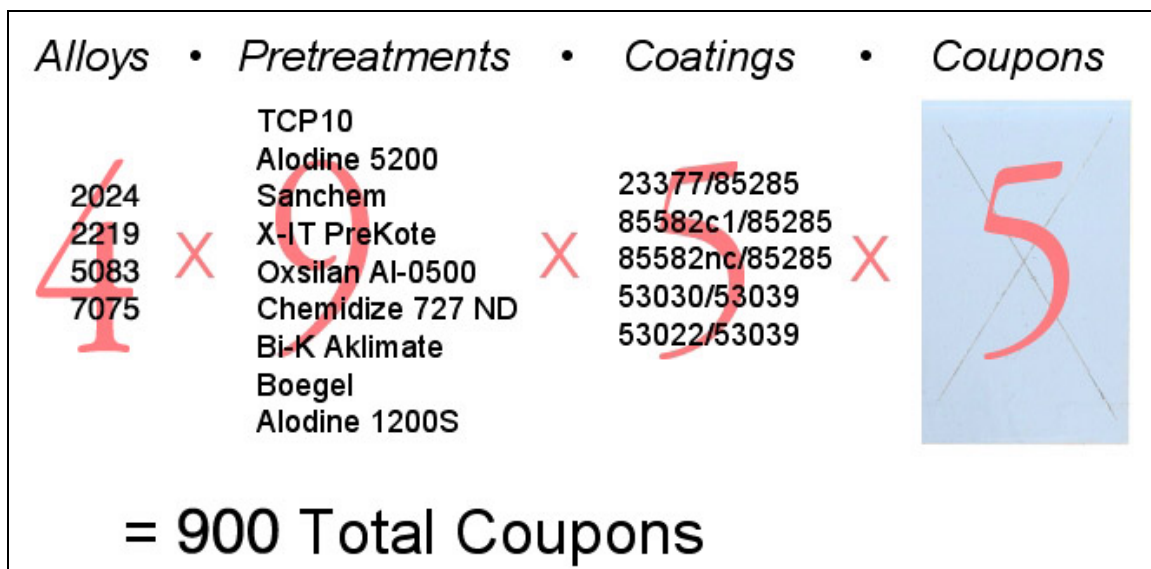 Alloys • Pretreatments • Coatings • Coupons
4 X 9 X 5 X 5
2024
2219
5083
7075
TCP10
Alodine 5200
Sanchem
X-IT PreKote
Oxsilan Al-0500
Chemidize 727 ND
Bi-K Aklimate
Boegel
Alodine 1200S
23377/85285
85582c1/85285
85582nc/85285
53030/53039
53022/53039
= 900 Total Coupons